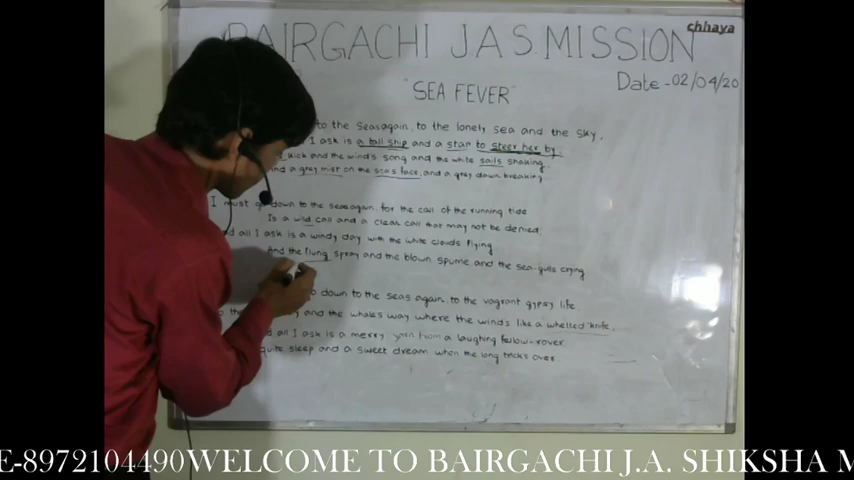 BAIRGACHI J.A.S. MISSION
chhaya
Date - 02/04/20
"SEA FEVER"
to the seas again, to the lonely sea and the sky,
I ask is a tall ship and a star to steer her by,
kick and the wind's song and the white sails shaking
and a grey mist on the sea's face, and a grey dawn breaking
I must go down to the seas again, for the call of the running tide
Is a wild call and a clear call that may not be denied;
all I ask is a windy day with the white clouds flying
And the flung spray and the blown spume and the sea-gulls crying
down to the seas again, to the vagrant gypsy life.
and the whales way where the winds like a whetted knife,
all I ask is a merry yarn from a laughing fellow-rover
quite sleep and a sweet dream when the long trick's over
E-8972104490WELCOME TO BAIRGACHI J.A. SHIKSHA M